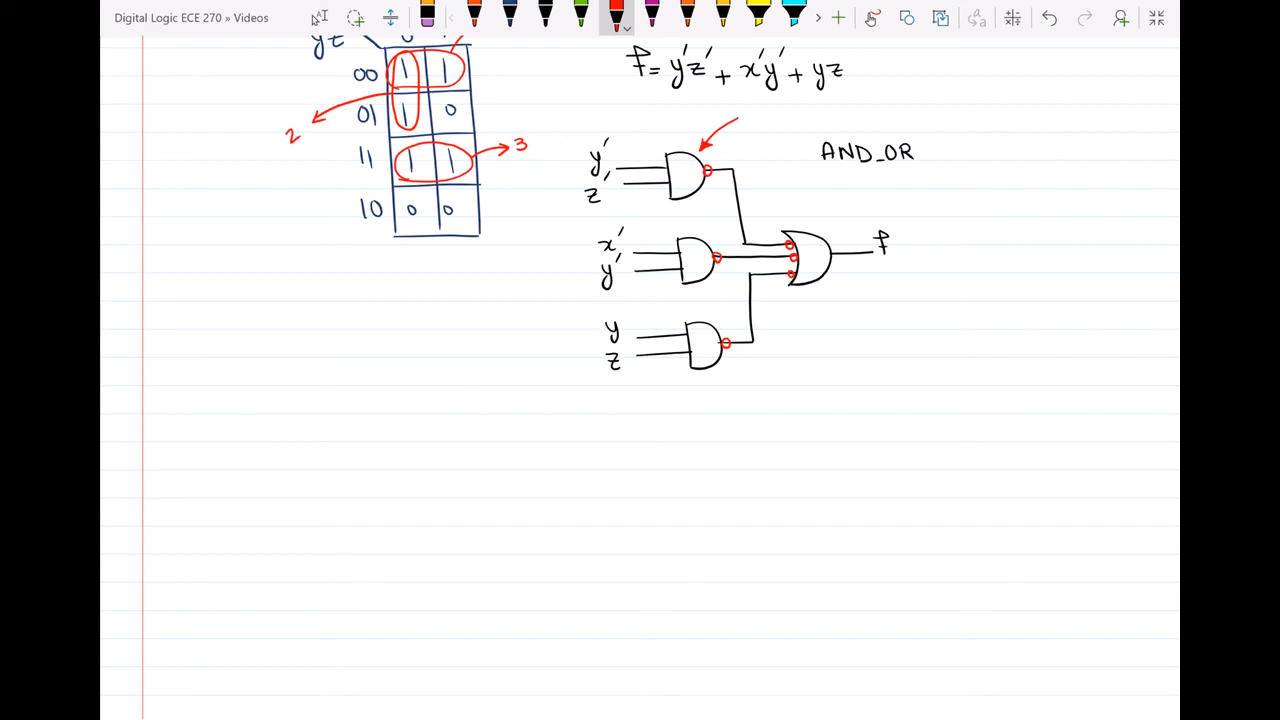 Digital Logic ECE 270 » Videos
yz
00 1 1
01 1 0
11 1 1
10 0 0
2
3
F = y'z' + x'y' + yz
AND_OR
y'
z'
x'
y'
y
z
F